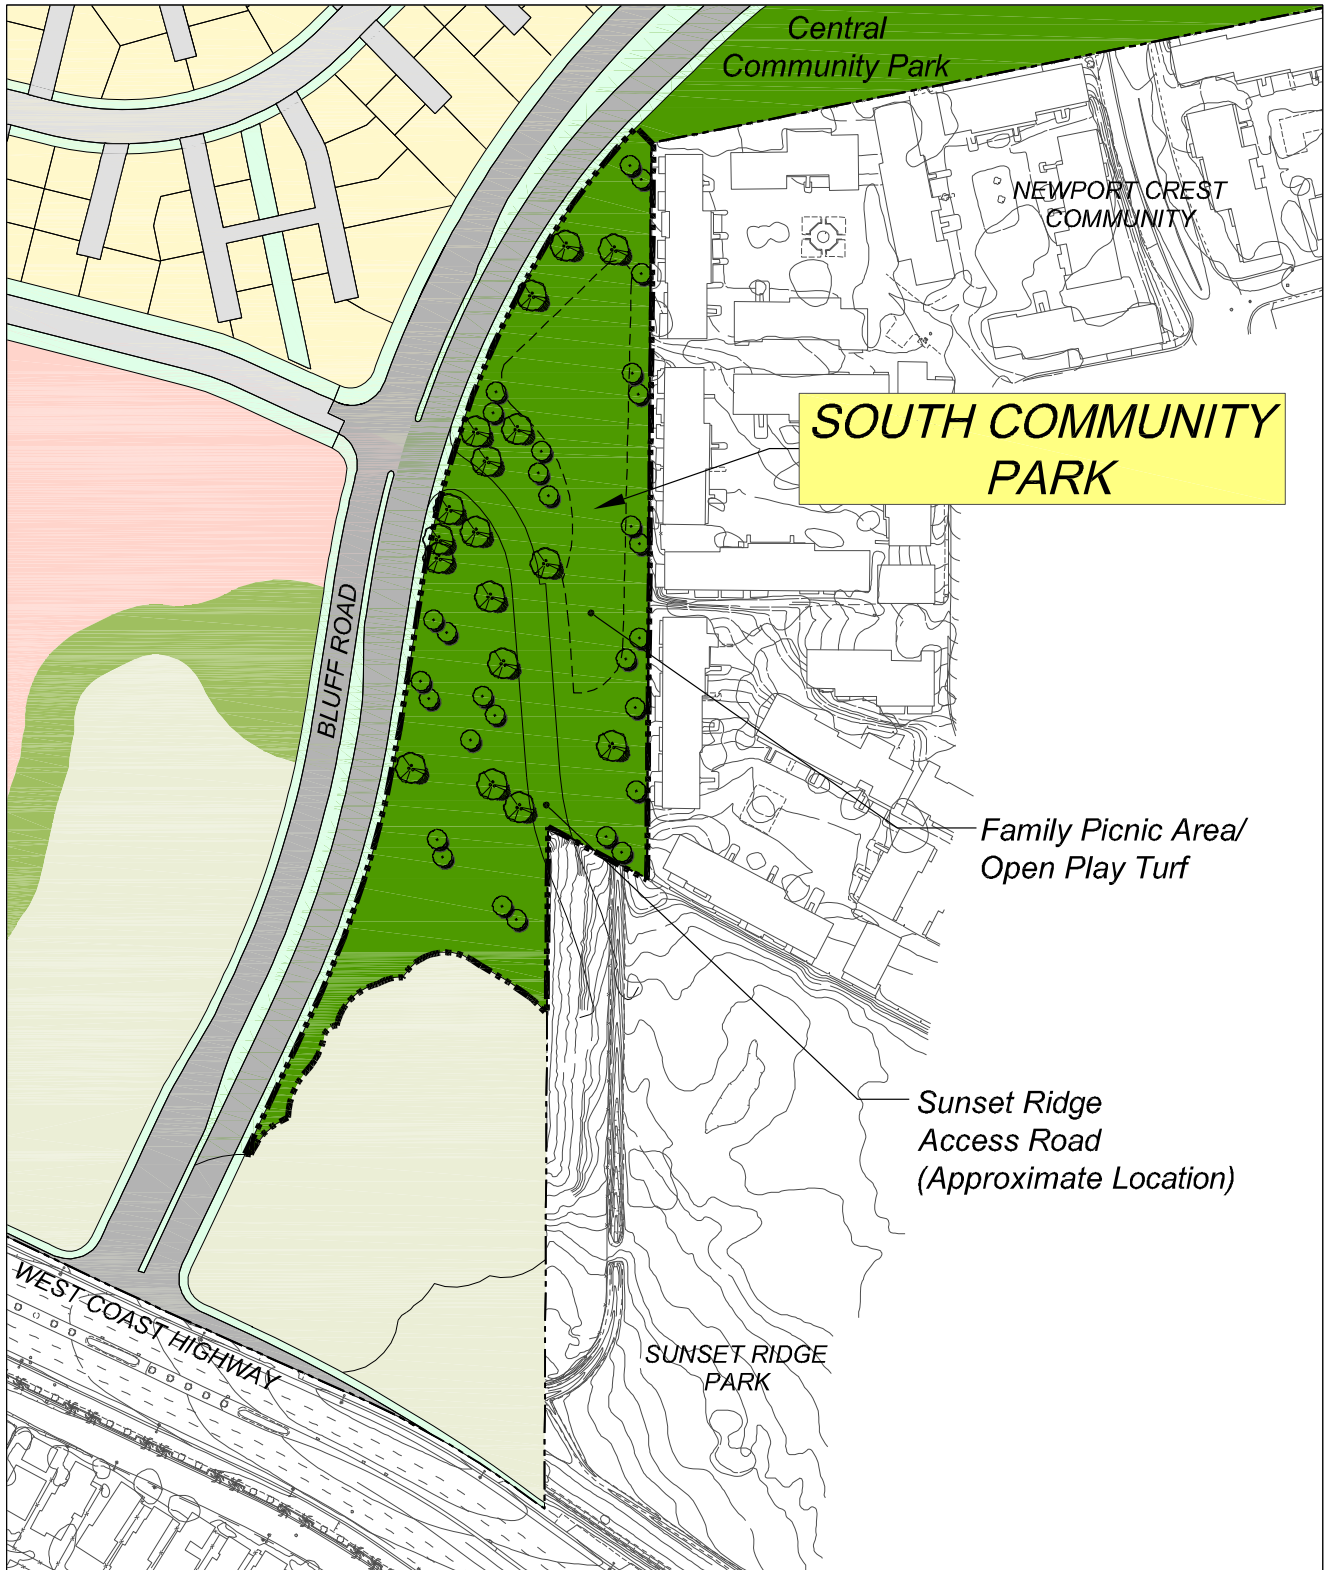 Central
Community Park
NEWPORT CREST
COMMUNITY
SOUTH COMMUNITY
PARK
BLUFF ROAD
Family Picnic Area/
Open Play Turf
Sunset Ridge
Access Road
(Approximate Location)
WEST COAST HIGHWAY
SUNSET RIDGE
PARK